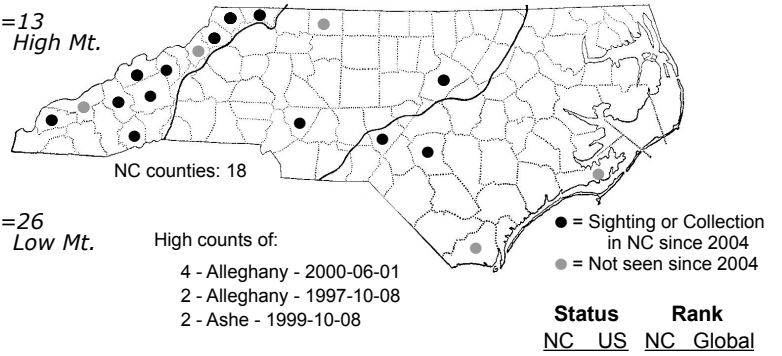 =13
High Mt.
NC counties: 18
=26
Low Mt.
High counts of:
4 - Alleghany - 2000-06-01
2 - Alleghany - 1997-10-08
2 - Ashe - 1999-10-08
= Sighting or Collection
in NC since 2004
= Not seen since 2004
Status Rank
NC US NC Global